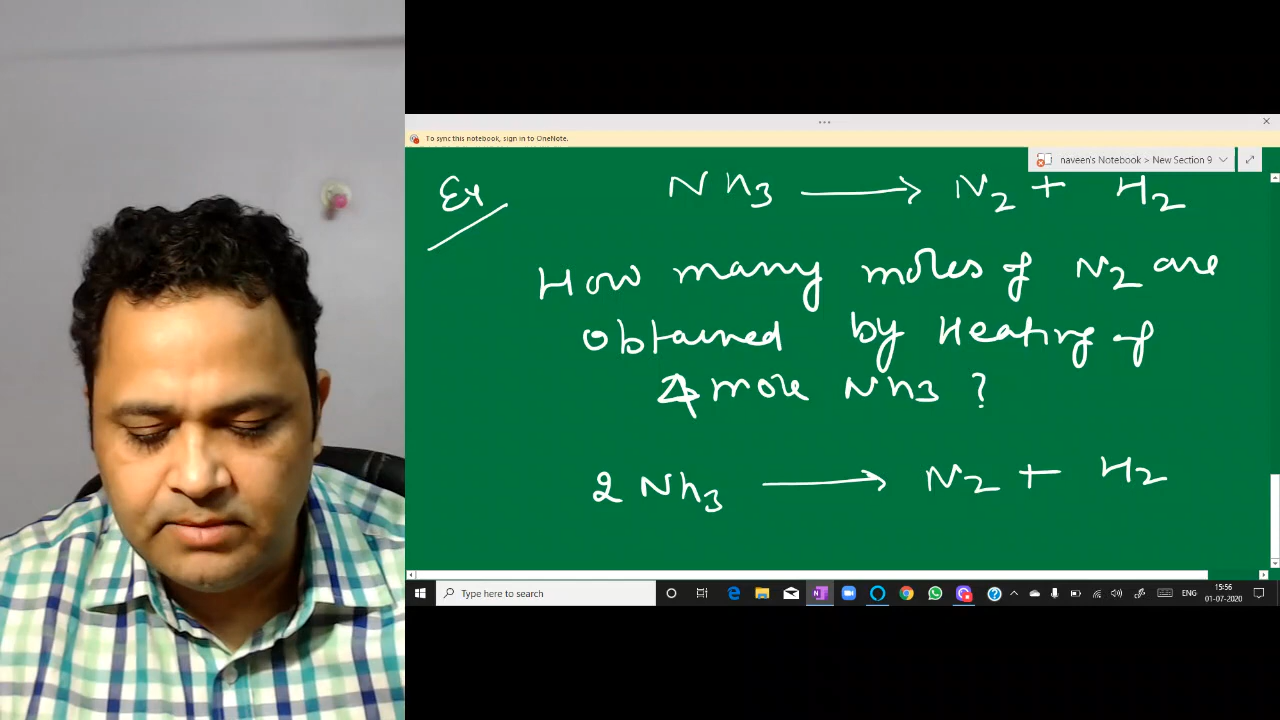 To sync this notebook, sign in to OneNote.
naveen's Notebook > New Section 9
Ex Nh3 → N2 + H2
How many moles of N2 are
obtained by Heating of
4 mole Nh3 ?
2 Nh3 → N2 + H2
Type here to search
ENG
15:56
01-07-2020